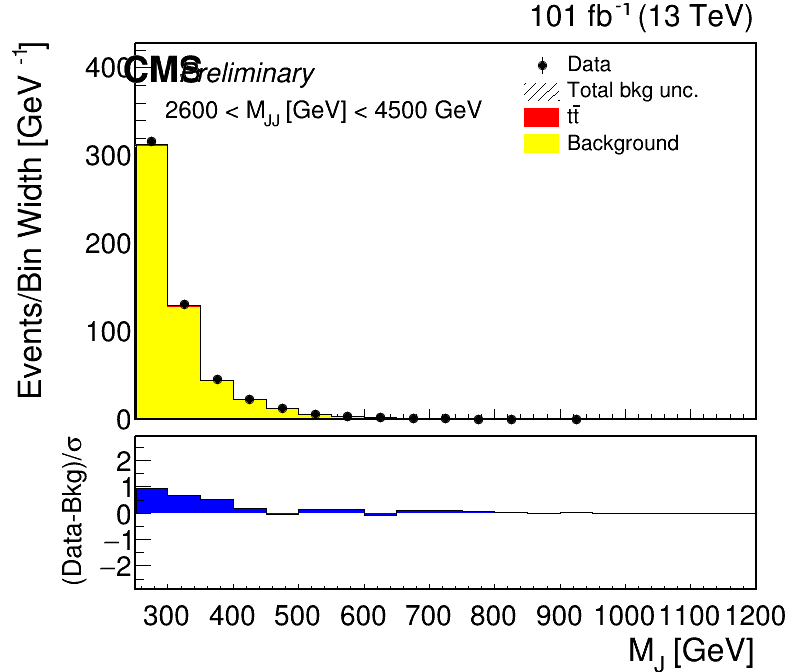 101 fb⁻¹ (13 TeV)
Events/Bin Width [GeV⁻¹]
CMS Preliminary
2600 < M_JJ [GeV] < 4500 GeV
Data
Total bkg unc.
tt̄
Background
400
300
200
100
0
(Data-Bkg)/σ
2
1
0
−1
−2
300 400 500 600 700 800 900 1000 1100 1200
M_J [GeV]